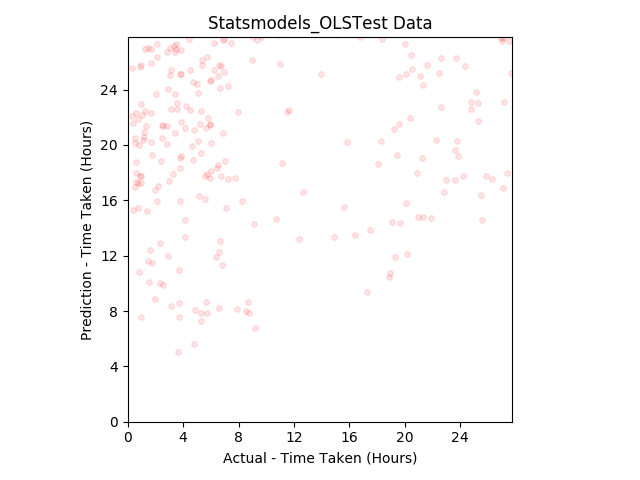 Statsmodels_OLSTest Data
Prediction - Time Taken (Hours)
24
20
16
12
8
4
0
0 4 8 12 16 20 24
Actual - Time Taken (Hours)